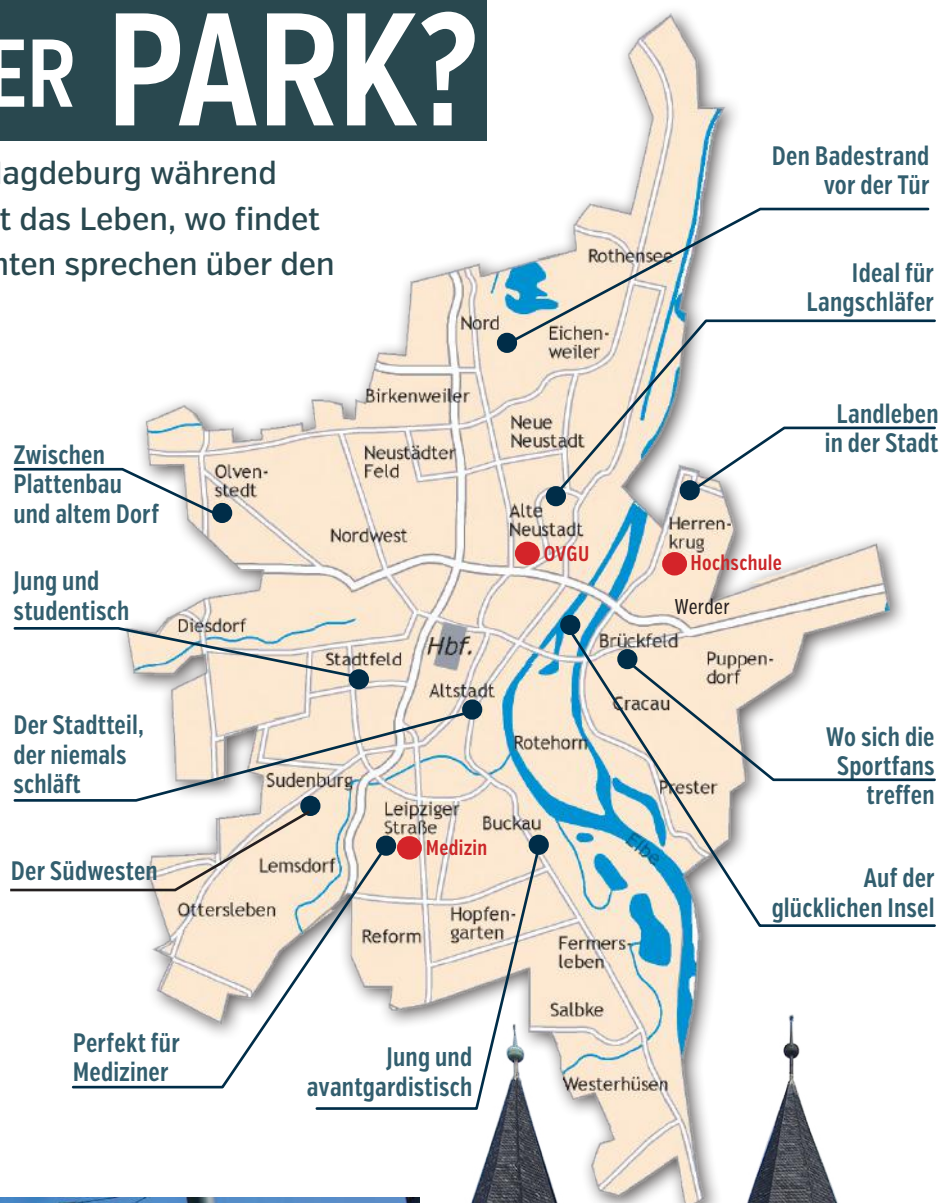 ER PARK?
Magdeburg während
t das Leben, wo findet
nten sprechen über den
Den Badestrand
vor der Tür
Ideal für
Langschläfer
Landleben
in der Stadt
Zwischen
Plattenbau
und altem Dorf
Jung und
studentisch
Der Stadtteil,
der niemals
schläft
Der Südwesten
Perfekt für
Mediziner
Jung und
avantgardistisch
Wo sich die
Sportfans
treffen
Auf der
glücklichen Insel
Rothensee
Nord
Eichen-
weiler
Birkenweiler
Neue
Neustadt
Neustädter
Feld
Olven-
stedt
Alte
Neustadt
Nordwest
OVGU
Herren-
krug
Hochschule
Werder
Diesdorf
Hbf.
Brückfeld
Stadtfeld
Puppen-
dorf
Altstadt
Cracau
Rotehorn
Sudenburg
Prester
Leipziger
Straße
Buckau
Medizin
Elbe
Lemsdorf
Ottersleben
Hopfen-
garten
Reform
Fermers-
leben
Salbke
Westerhüsen